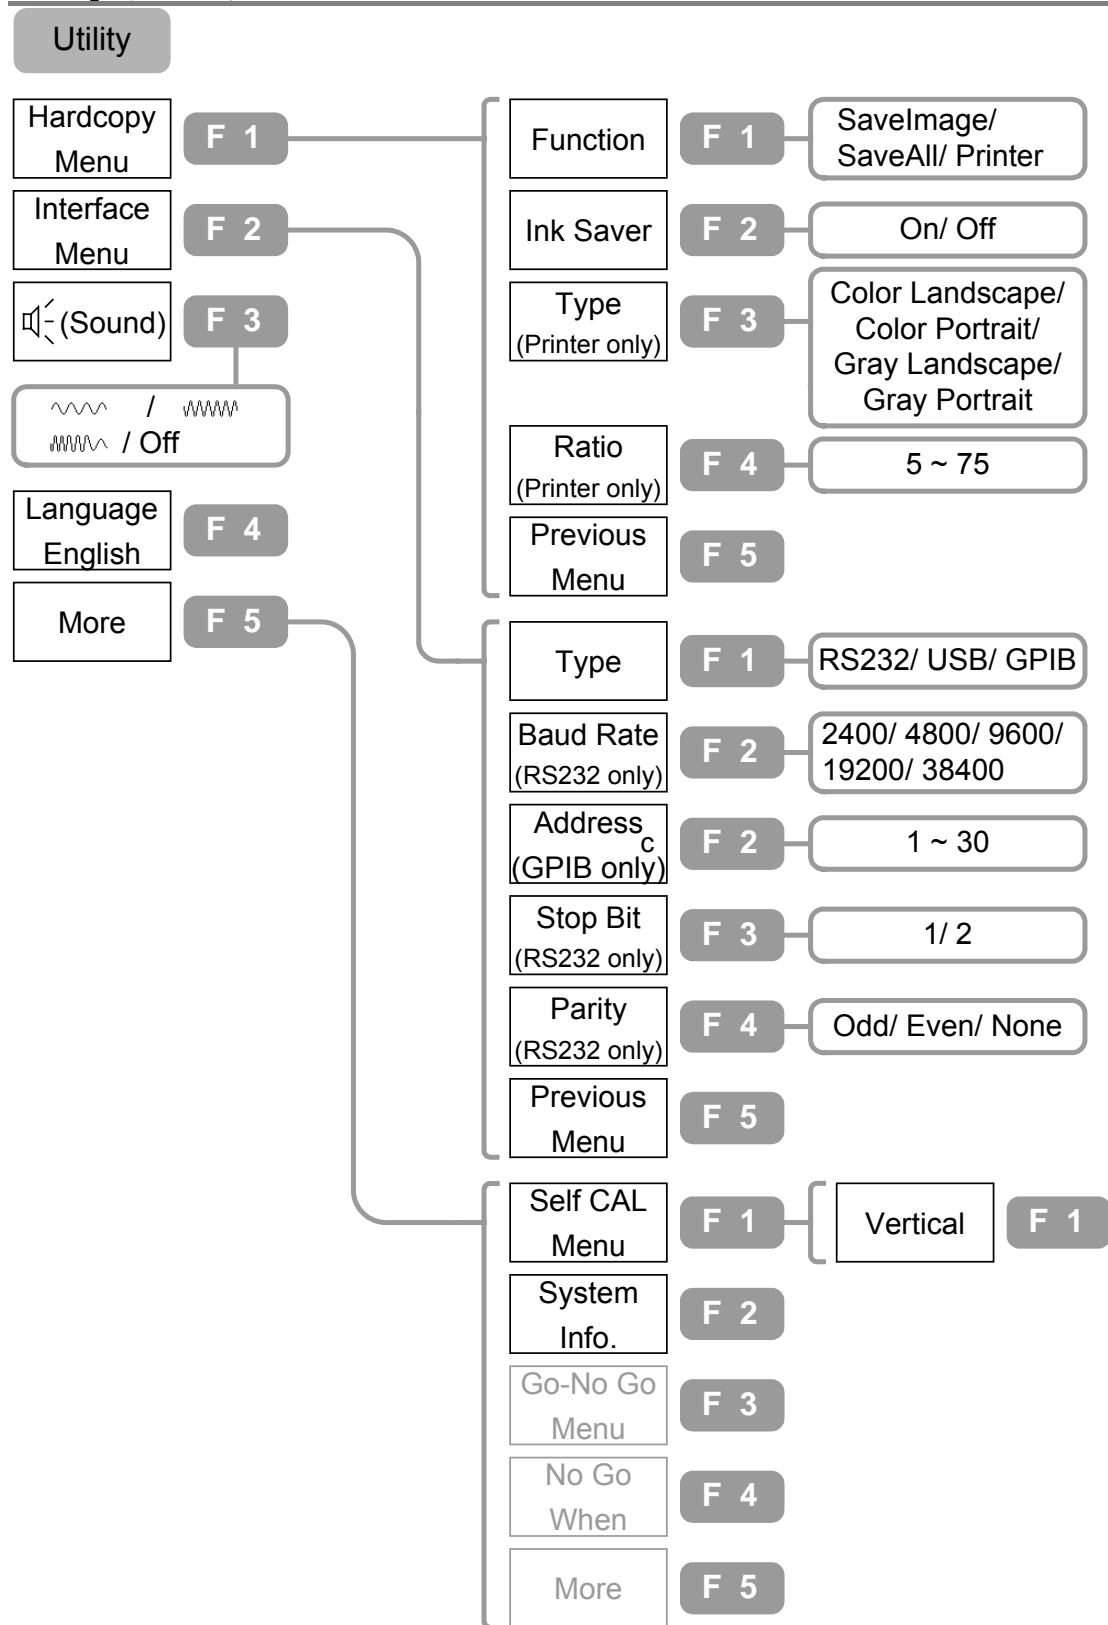 Utility
Hardcopy
Menu
F 1
Interface
Menu
F 2
(Sound)
F 3
/
/ Off
Language
English
F 4
More
F 5
Function
F 1
SaveImage/
SaveAll/ Printer
Ink Saver
F 2
On/ Off
Type
(Printer only)
F 3
Color Landscape/
Color Portrait/
Gray Landscape/
Gray Portrait
Ratio
(Printer only)
F 4
5 ~ 75
Previous
Menu
F 5
Type
F 1
RS232/ USB/ GPIB
Baud Rate
(RS232 only)
F 2
2400/ 4800/ 9600/
19200/ 38400
Address
c
(GPIB only)
F 2
1 ~ 30
Stop Bit
(RS232 only)
F 3
1/ 2
Parity
(RS232 only)
F 4
Odd/ Even/ None
Previous
Menu
F 5
Self CAL
Menu
F 1
Vertical
F 1
System
Info.
F 2
Go-No Go
Menu
F 3
No Go
When
F 4
More
F 5